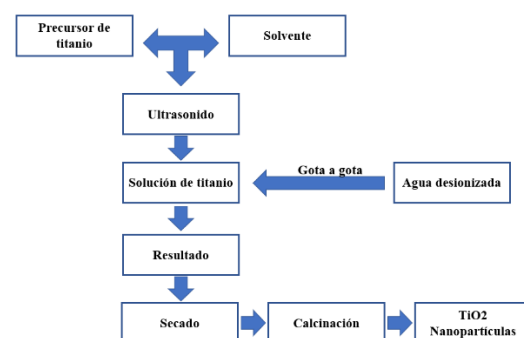 Precursor de
titanio
Solvente
Ultrasonido
Solución de titanio
Gota a gota
Agua desionizada
Resultado
Secado
Calcinación
TiO2
Nanopartículas